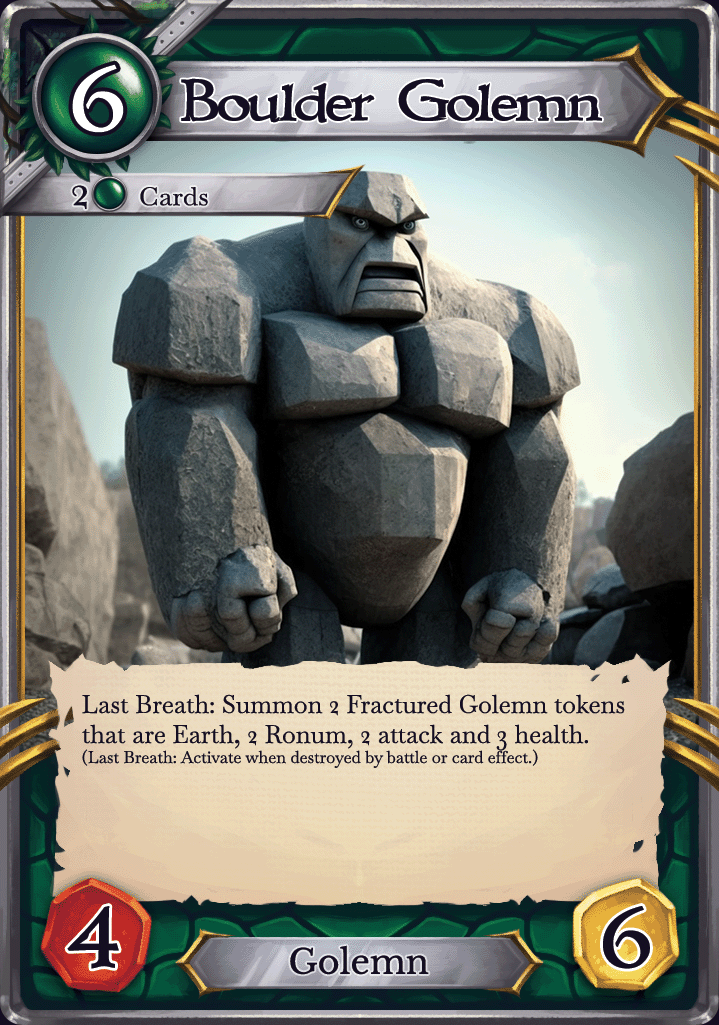 6 Boulder Golemn
2 Cards
Last Breath: Summon 2 Fractured Golemn tokens
that are Earth, 2 Ronum, 2 attack and 3 health.
(Last Breath: Activate when destroyed by battle or card effect.)
4
Golemn
6